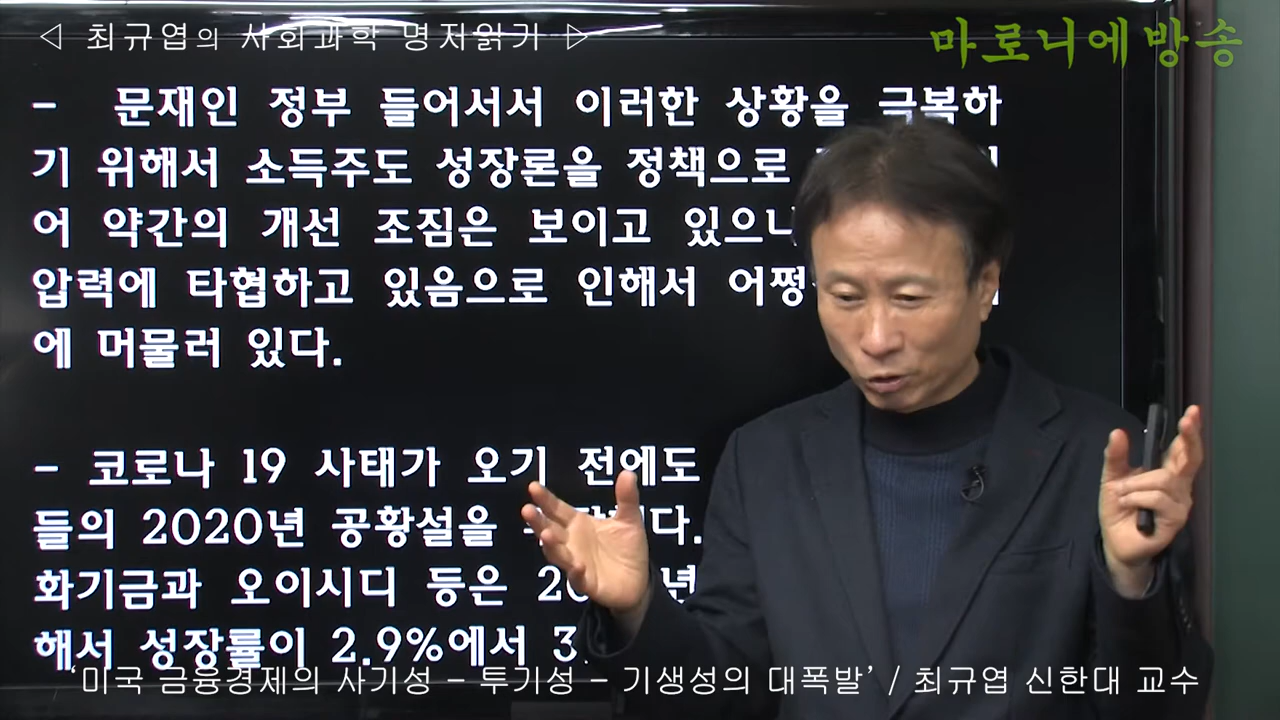 ◁ 최규엽의 사회과학 명저읽기 ▷
마로니에방송
- 문재인 정부 들어서서 이러한 상황을 극복하
기 위해서 소득주도 성장론을 정책으로
어 약간의 개선 조짐은 보이고 있으나
압력에 타협하고 있음으로 인해서
에 머물러 있다.
- 코로나 19 사태가 오기 전에도
들의 2020년 공황설을
화기금과 오이시디 등은
해서 성장률이 2.9%에서
‘미국 금융경제의 사기성 - 투기성 - 기생성의 대폭발’ / 최규엽 신한대 교수